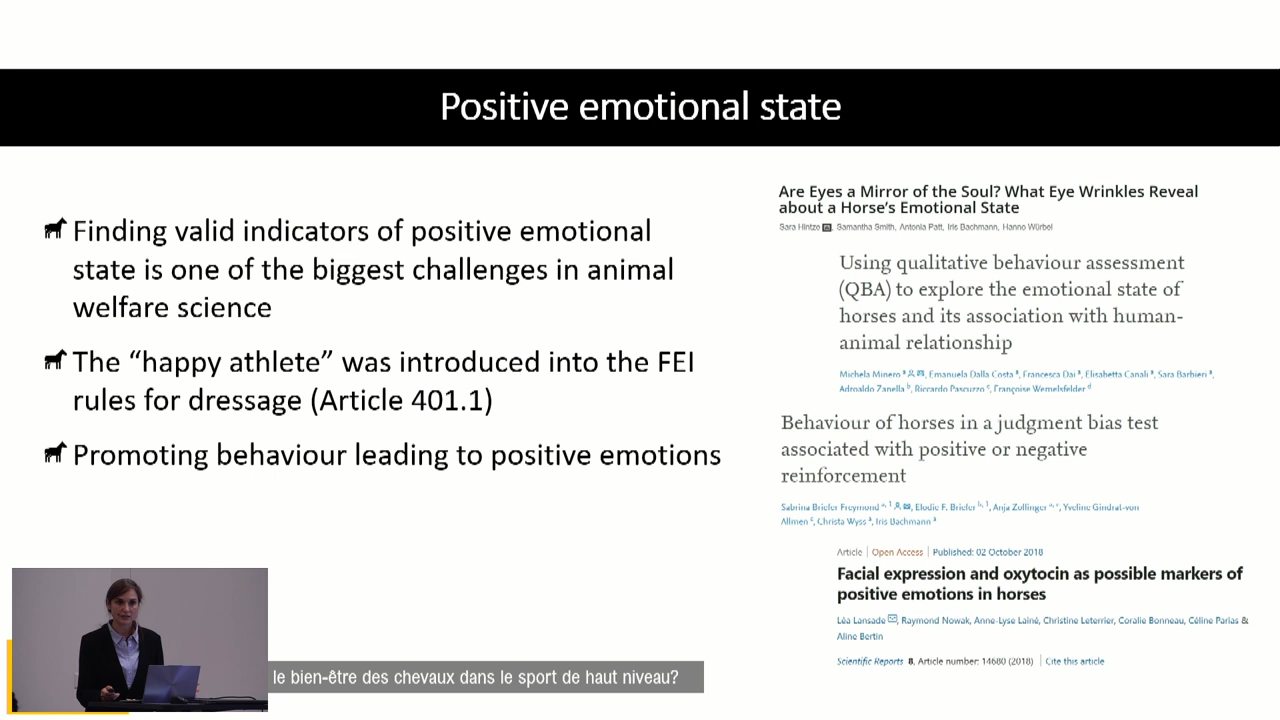 Positive emotional state
Finding valid indicators of positive emotional
state is one of the biggest challenges in animal
welfare science
The “happy athlete” was introduced into the FEI
rules for dressage (Article 401.1)
Promoting behaviour leading to positive emotions
Are Eyes a Mirror of the Soul? What Eye Wrinkles Reveal
about a Horse's Emotional State
Sara Hintze, Samantha Smith, Antonia Patt, Iris Bachmann, Hanno Würbel
Using qualitative behaviour assessment
(QBA) to explore the emotional state of
horses and its association with human-
animal relationship
Michela Minero a, Emanuela Dalla Costa a, Francesca Dai a, Elisabetta Canali a, Sara Barbieri a,
Adroaldo Zanella b, Riccardo Pascuzzo c, Françoise Wemelsfelder d
Behaviour of horses in a judgment bias test
associated with positive or negative
reinforcement
Sabrina Briefer Freymond a, 1, Elodie F. Briefer b, 1, Anja Zollinger a, c, Yveline Gindrat-von
Allmen c, Christa Wyss a, Iris Bachmann a
Article | Open Access | Published: 02 October 2018
Facial expression and oxytocin as possible markers of
positive emotions in horses
Léa Lansade, Raymond Nowak, Anne-Lyse Lainé, Christine Leterrier, Coralie Bonneau, Céline Parias &
Aline Bertin
Scientific Reports 8, Article number: 14680 (2018) | Cite this article
le bien-être des chevaux dans le sport de haut niveau?